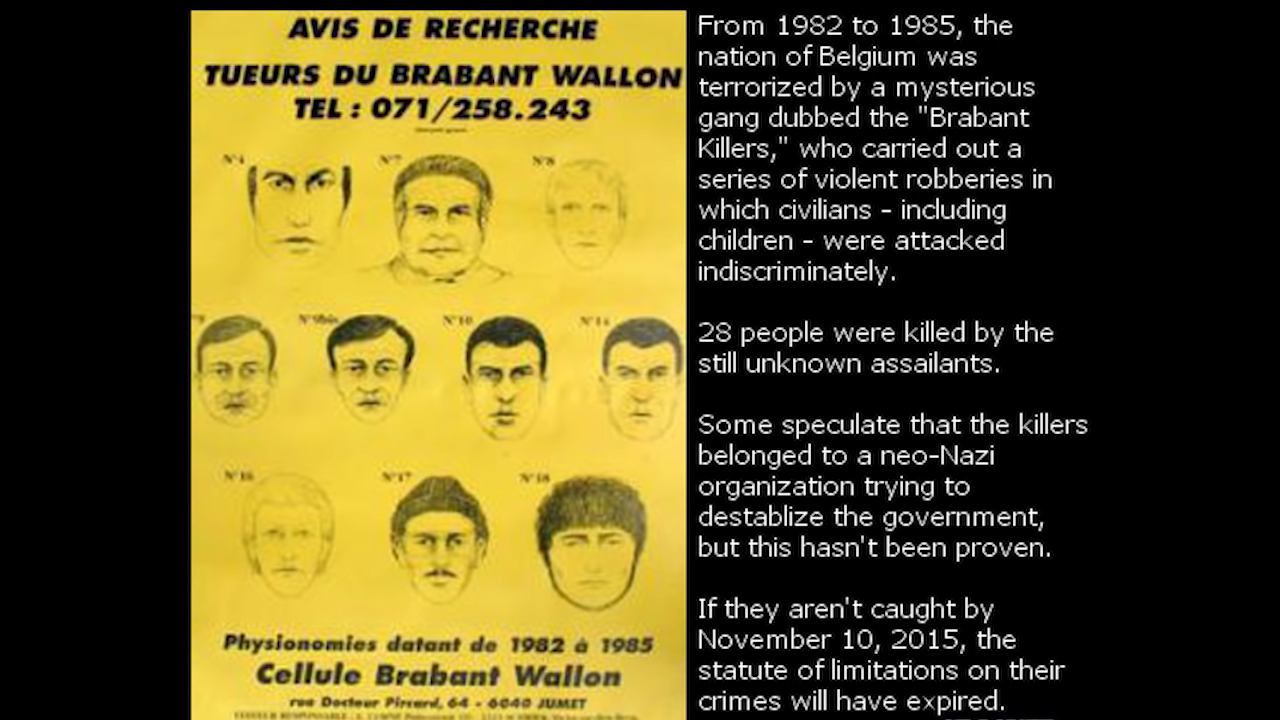 AVIS DE RECHERCHE
TUEURS DU BRABANT WALLON
TEL : 071/258.243
N°7
N°8
N°10
N°16
N°17
N°18
Physionomies datant de 1982 à 1985
Cellule Brabant Wallon
rue Docteur Pircard, 64 - 6040 JUMET
From 1982 to 1985, the
nation of Belgium was
terrorized by a mysterious
gang dubbed the "Brabant
Killers," who carried out a
series of violent robberies in
which civilians - including
children - were attacked
indiscriminately.
28 people were killed by the
still unknown assailants.
Some speculate that the killers
belonged to a neo-Nazi
organization trying to
destablize the government,
but this hasn't been proven.
If they aren't caught by
November 10, 2015, the
statute of limitations on their
crimes will have expired.